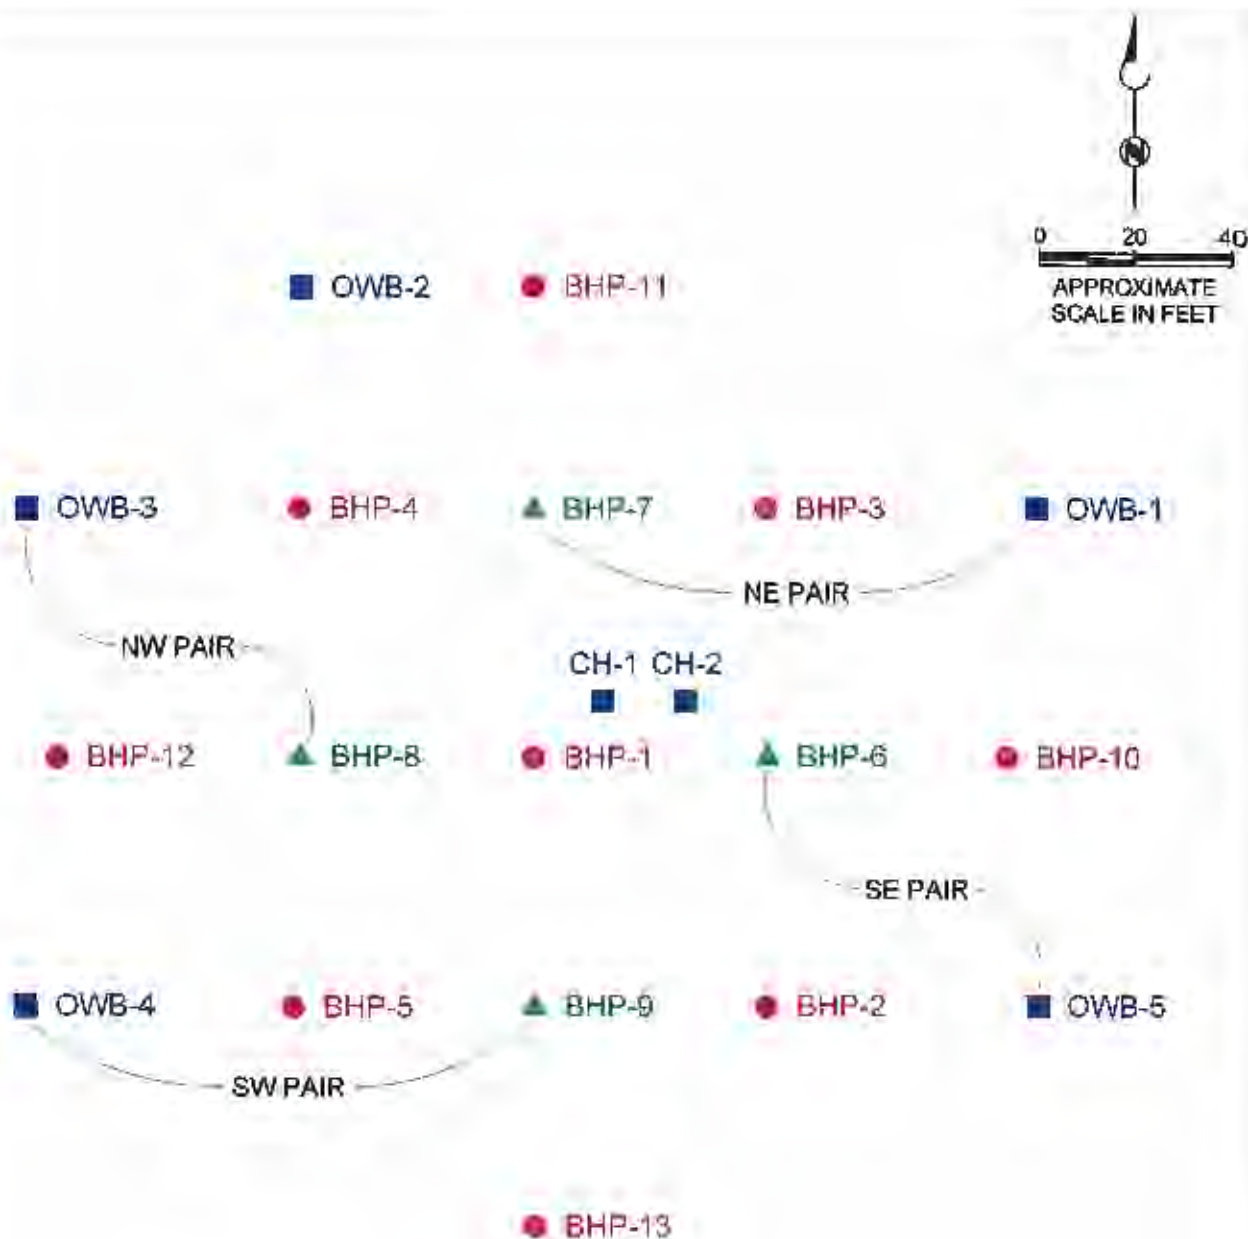 N
0 20 40
APPROXIMATE
SCALE IN FEET
OWB-2 BHP-11
OWB-3 BHP-4 BHP-7 BHP-3 OWB-1
NE PAIR
NW PAIR
CH-1 CH-2
BHP-12 BHP-8 BHP-1 BHP-6 BHP-10
SE PAIR
OWB-4 BHP-5 BHP-9 BHP-2 OWB-5
SW PAIR
BHP-13